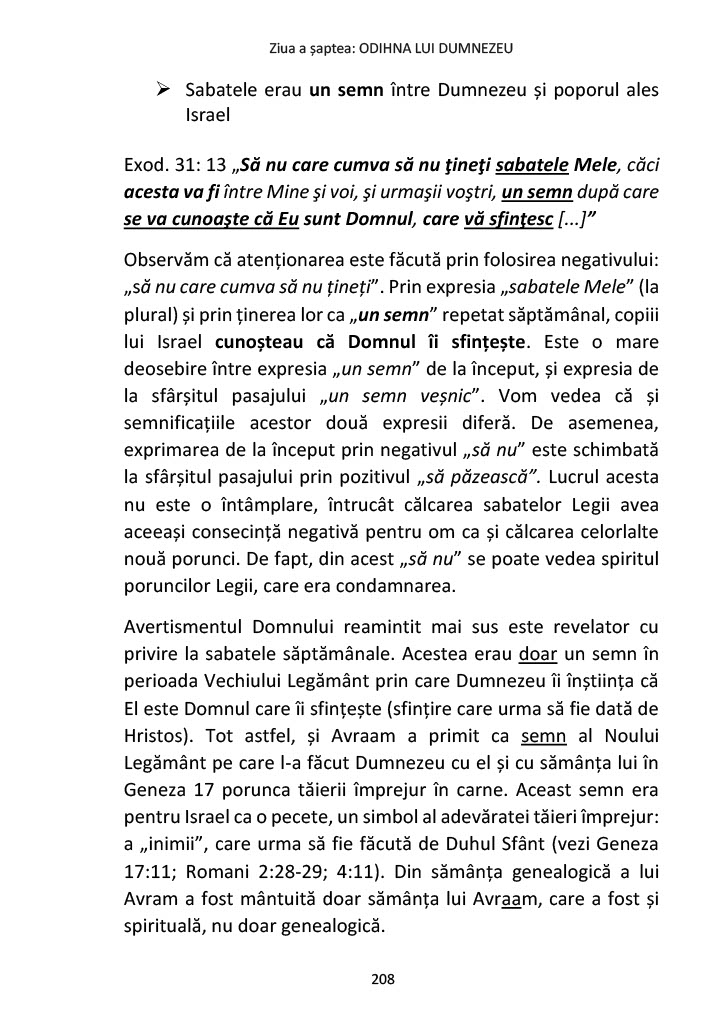 Ziua a șaptea: ODIHNA LUI DUMNEZEU
➢ Sabatele erau un semn între Dumnezeu și poporul ales
Israel
Exod. 31: 13 „Să nu care cumva să nu ţineţi sabatele Mele, căci
acesta va fi între Mine şi voi, şi urmaşii voştri, un semn după care
se va cunoaşte că Eu sunt Domnul, care vă sfinţesc [...]”
Observăm că atenționarea este făcută prin folosirea negativului:
„să nu care cumva să nu țineți”. Prin expresia „sabatele Mele” (la
plural) și prin ținerea lor ca „un semn” repetat săptămânal, copiii
lui Israel cunoșteau că Domnul îi sfințește. Este o mare
deosebire între expresia „un semn” de la început, și expresia de
la sfârșitul pasajului „un semn veșnic”. Vom vedea că și
semnificațiile acestor două expresii diferă. De asemenea,
exprimarea de la început prin negativul „să nu” este schimbată
la sfârșitul pasajului prin pozitivul „să păzească”. Lucrul acesta
nu este o întâmplare, întrucât călcarea sabatelor Legii avea
aceeași consecință negativă pentru om ca și călcarea celorlalte
nouă porunci. De fapt, din acest „să nu” se poate vedea spiritul
poruncilor Legii, care era condamnarea.
Avertismentul Domnului reamintit mai sus este revelator cu
privire la sabatele săptămânale. Acestea erau doar un semn în
perioada Vechiului Legământ prin care Dumnezeu îi înștiința că
El este Domnul care îi sfințește (sfințire care urma să fie dată de
Hristos). Tot astfel, și Avraam a primit ca semn al Noului
Legământ pe care l-a făcut Dumnezeu cu el și cu sămânța lui în
Geneza 17 porunca tăierii împrejur în carne. Aceast semn era
pentru Israel ca o pecete, un simbol al adevăratei tăieri împrejur:
a „inimii”, care urma să fie făcută de Duhul Sfânt (vezi Geneza
17:11; Romani 2:28-29; 4:11). Din sămânța genealogică a lui
Avram a fost mântuită doar sămânța lui Avraam, care a fost și
spirituală, nu doar genealogică.
208